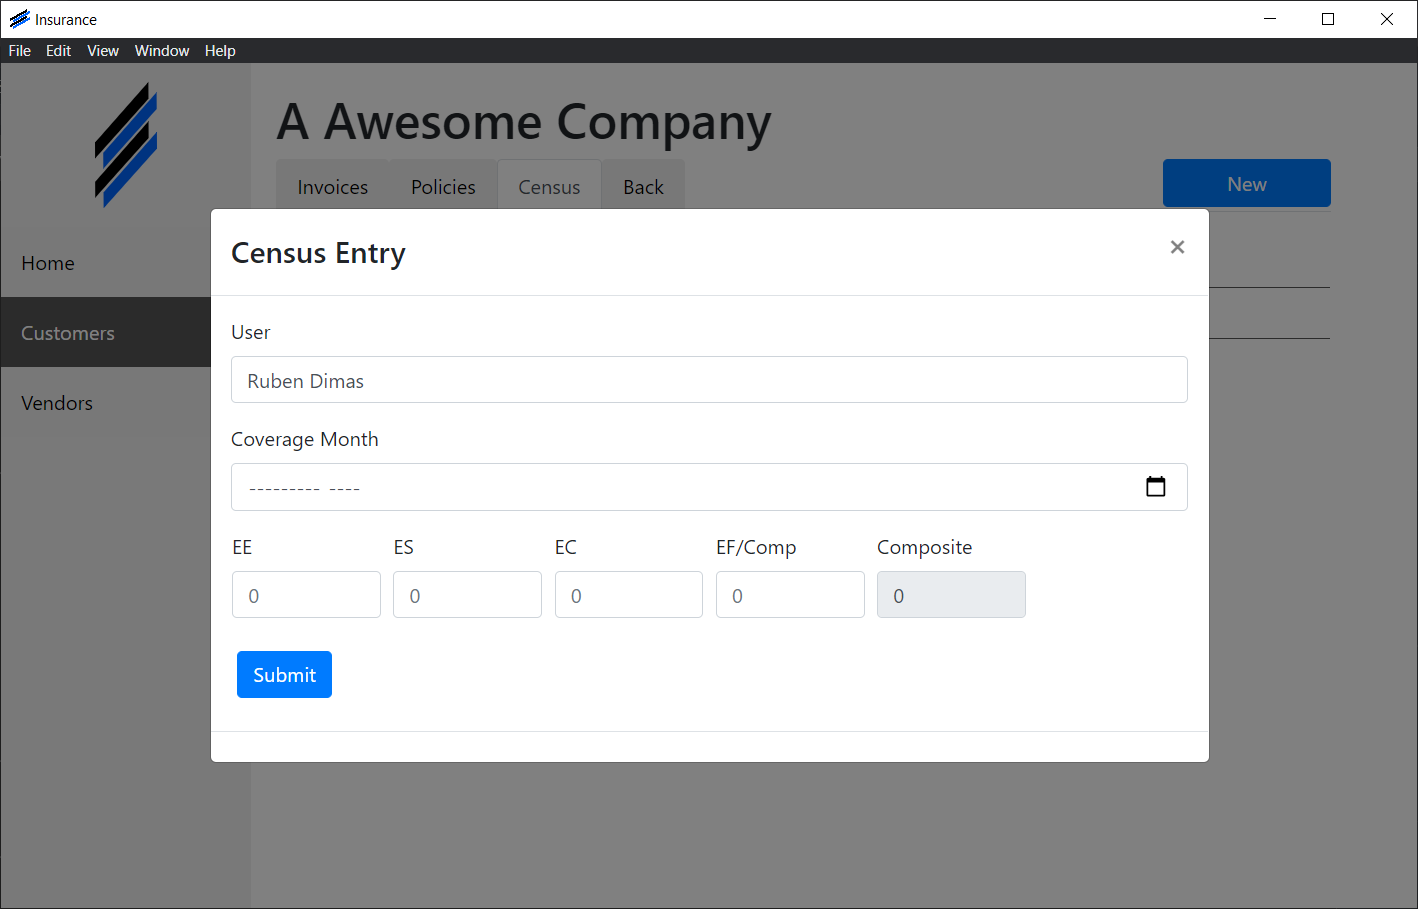 Insurance
File Edit View Window Help
A Awesome Company
Invoices Policies Census Back New
Home
Customers
Vendors
Census Entry ×
User
Ruben Dimas
Coverage Month
--------- ----
EE ES EC EF/Comp Composite
0 0 0 0 0
Submit